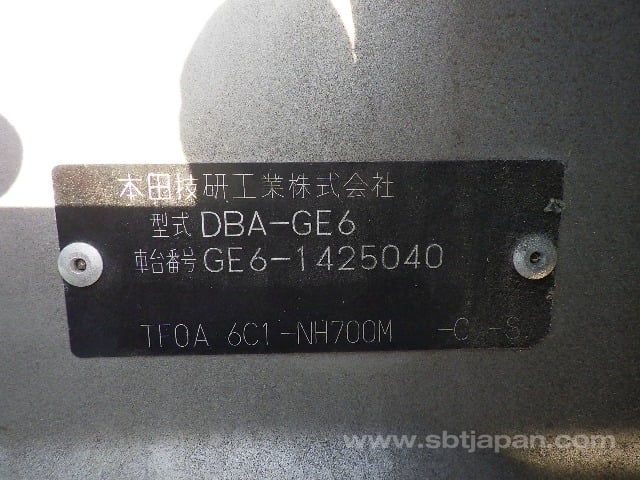 本田技研工業株式会社
型式 DBA-GE6
車台番号 GE6-1425040
TF0A 6C1-NH700M -C -S
www.sbtjapan.com